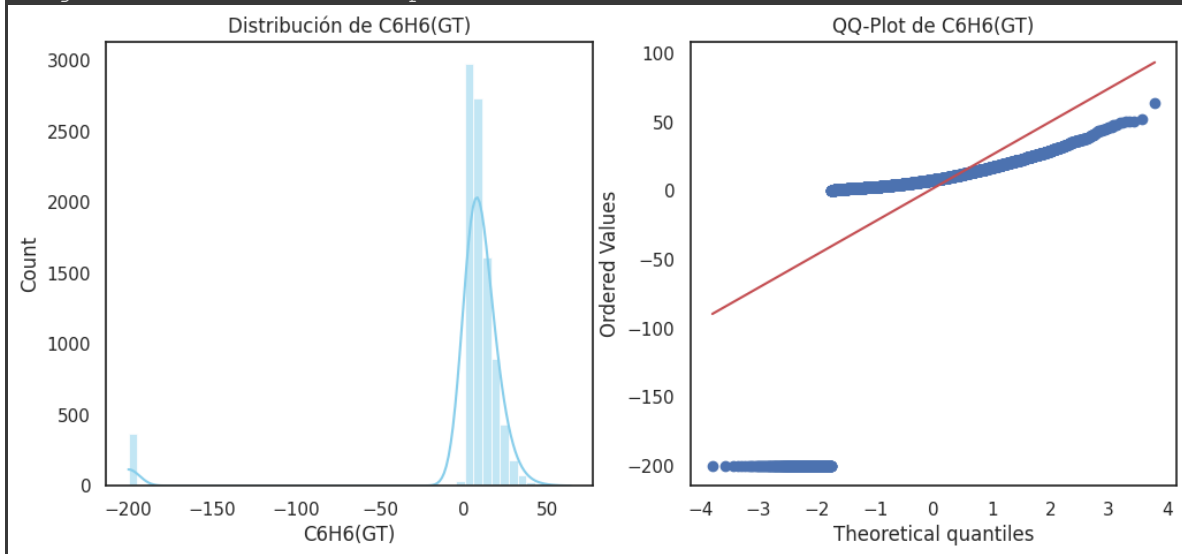 Distribución de C6H6(GT)
3000
2500
2000
1500
1000
500
0
Count
−200 −150 −100 −50 0 50
C6H6(GT)
QQ-Plot de C6H6(GT)
100
50
0
−50
−100
−150
−200
Ordered Values
−4 −3 −2 −1 0 1 2 3 4
Theoretical quantiles